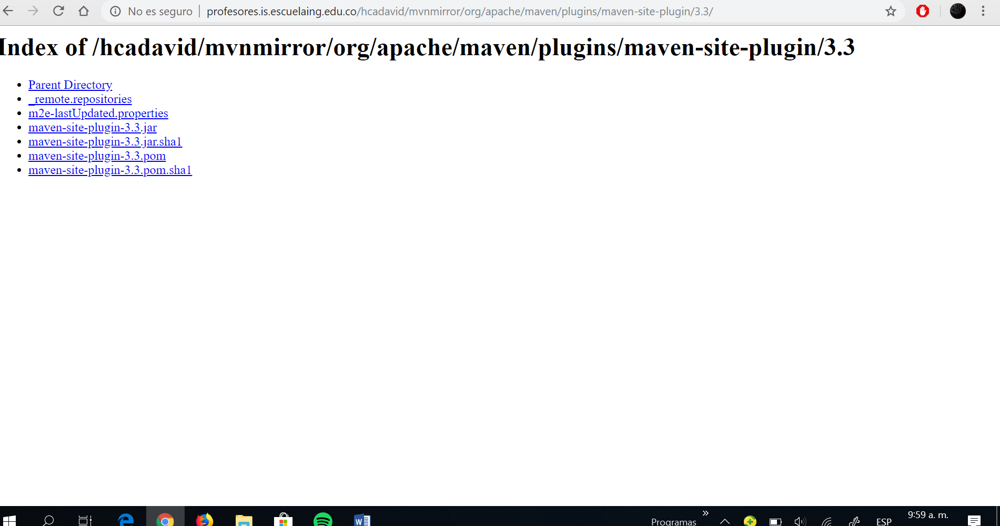 No es seguro | profesores.is.escuelaing.edu.co/hcadavid/mvnmirror/org/apache/maven/plugins/maven-site-plugin/3.3/
Index of /hcadavid/mvnmirror/org/apache/maven/plugins/maven-site-plugin/3.3
Parent Directory
_remote.repositories
m2e-lastUpdated.properties
maven-site-plugin-3.3.jar
maven-site-plugin-3.3.jar.sha1
maven-site-plugin-3.3.pom
maven-site-plugin-3.3.pom.sha1
Programas
ESP
9:59 a. m.